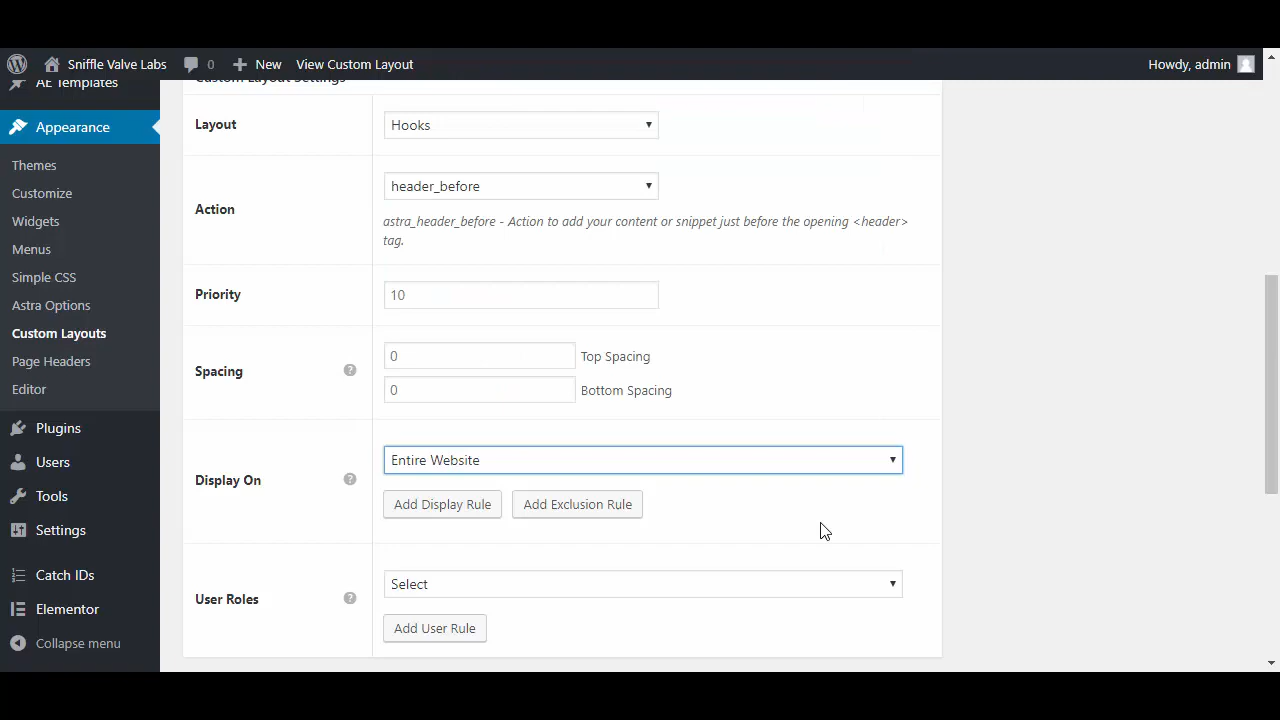 Sniffle Valve Labs
0
New
View Custom Layout
Howdy, admin
AE Templates
Appearance
Themes
Customize
Widgets
Menus
Simple CSS
Astra Options
Custom Layouts
Page Headers
Editor
Plugins
Users
Tools
Settings
Catch IDs
Elementor
Collapse menu
Custom Layout Settings
Layout
Hooks
Action
header_before
astra_header_before - Action to add your content or snippet just before the opening <header>
tag.
Priority
10
Spacing
?
0
Top Spacing
0
Bottom Spacing
Display On
?
Entire Website
Add Display Rule
Add Exclusion Rule
User Roles
?
Select
Add User Rule